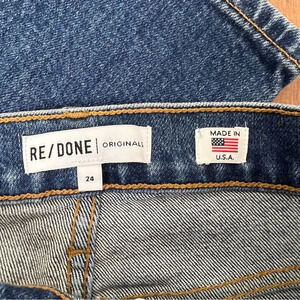 RE/DONE | ORIGINALS
24
MADE IN
U.S.A.